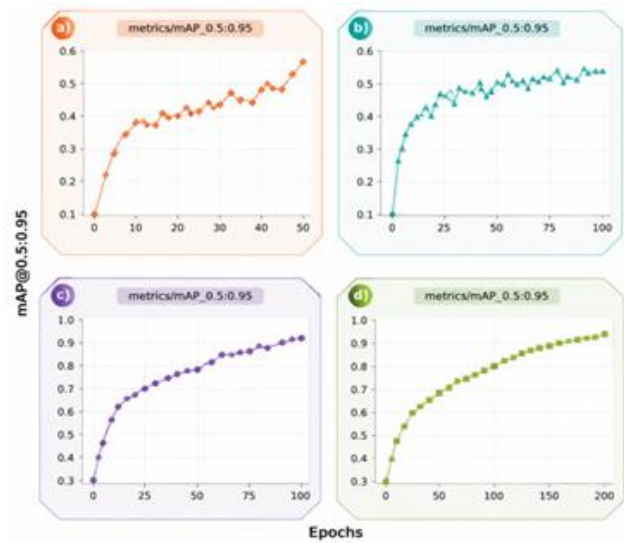 a) metrics/mAP_0.5:0.95
0.6
0.5
0.4
0.3
0.2
0.1
0 10 20 30 40 50
b) metrics/mAP_0.5:0.95
0.6
0.5
0.4
0.3
0.2
0.1
0 20 40 60 80 100
mAP@0.5:0.95
c) metrics/mAP_0.5:0.95
1.0
0.9
0.8
0.7
0.6
0.5
0.4
0.3
0 25 50 75 100
d) metrics/mAP_0.5:0.95
1.0
0.9
0.8
0.7
0.6
0.5
0.4
0.3
0 50 100 150 200
Epochs